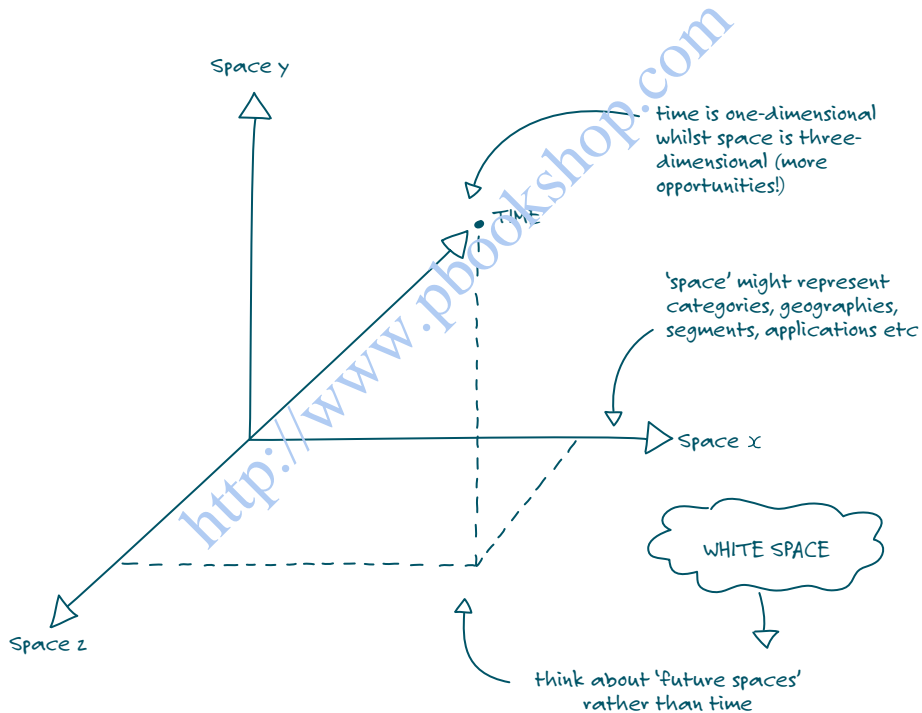 Space y
time is one-dimensional
whilst space is three-
dimensional (more
opportunities!)
TIME
'space' might represent
categories, geographies,
segments, applications etc
Space x
WHITE SPACE
Space z
think about 'future spaces'
rather than time
http://www.pbookshop.com